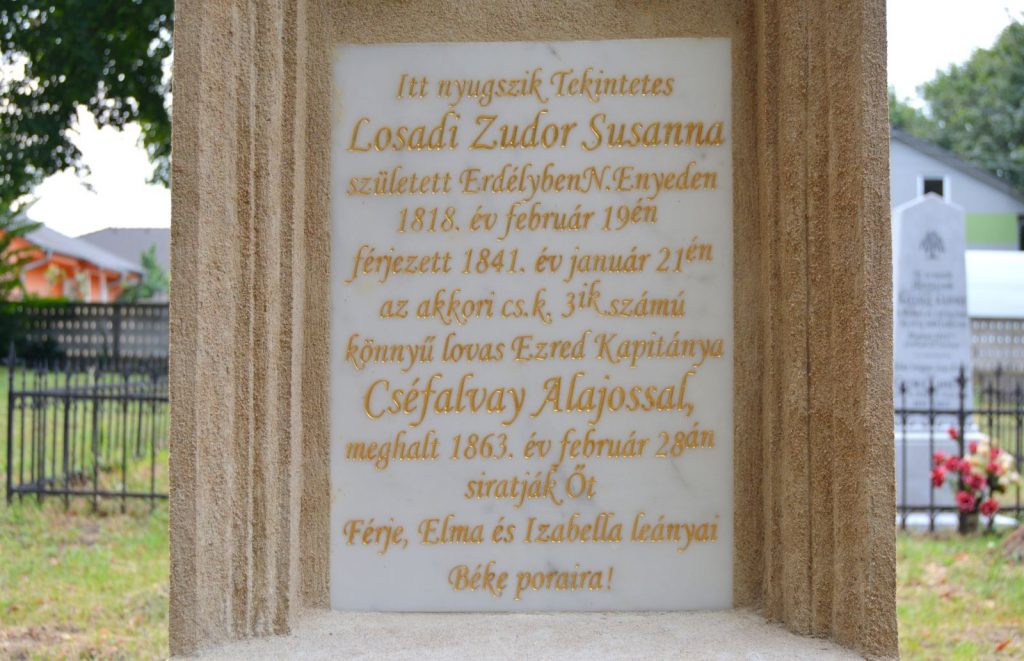 Itt nyugszik Tekintetes
Losadi Zudor Susanna
született Erdélyben N. Enyeden
1818. év február 19én
férjezett 1841. év január 21én
az akkori cs.k. 3ik számú
könnyű lovas Ezred Kapitánya
Cséfalvay Alajossal,
meghalt 1863. év február 28án
siratják Őt
Férje, Elma és Izabella leányai
Béke poraira!